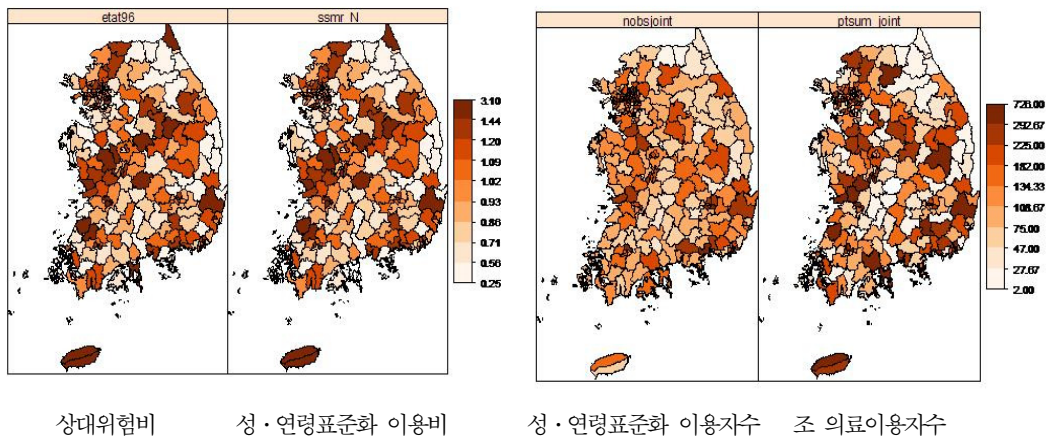 etat96
ssmr_N
nobsjoint
ptsum_joint
3.10
1.44
1.20
1.09
1.02
0.93
0.86
0.71
0.56
0.25
726.00
292.67
225.00
162.00
134.33
106.67
75.00
47.00
27.67
2.00
상대위험비
성・연령표준화 이용비
성・연령표준화 이용자수
조 의료이용자수